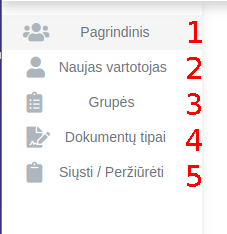 Pagrindinis 1
Naujas vartotojas 2
Grupės 3
Dokumentų tipai 4
Siųsti / Peržiūrėti 5